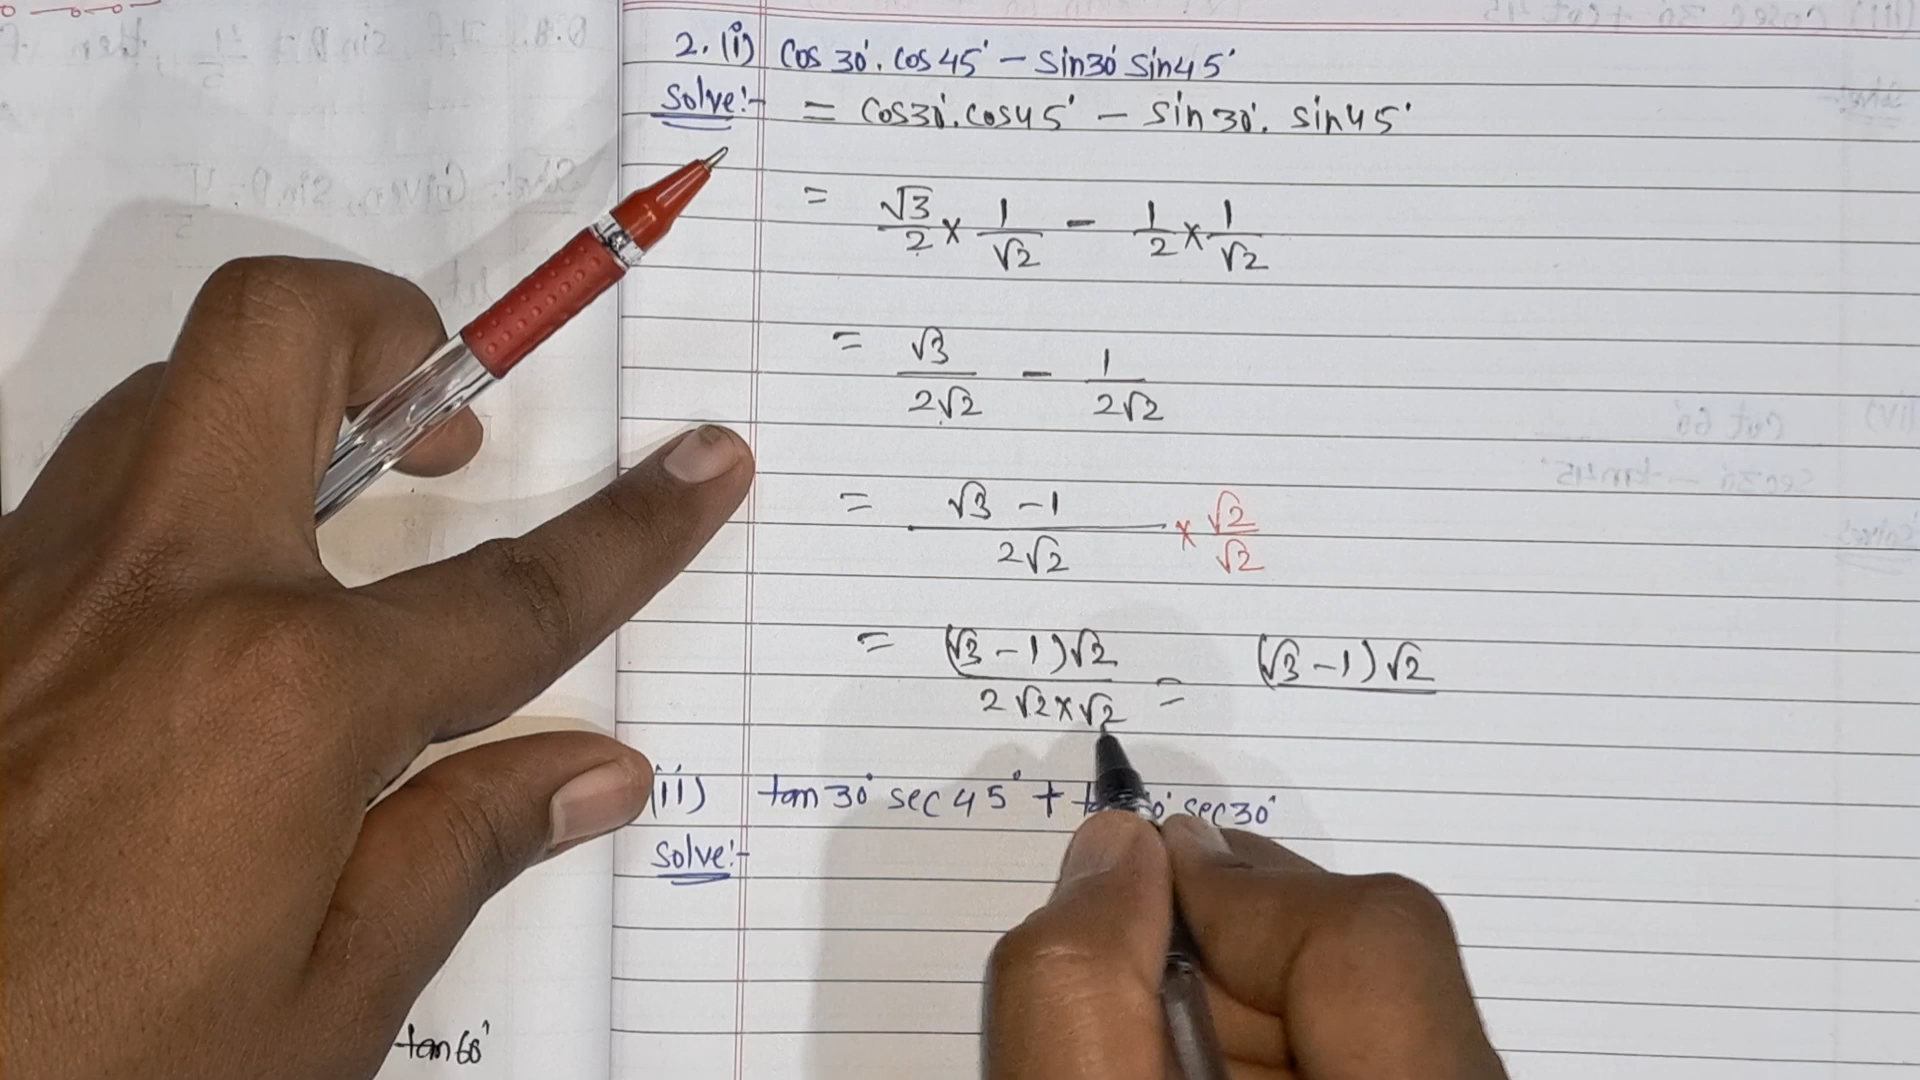 2. (i) cos 30°. cos 45° - sin30° sin45°
Solve:- = cos30°. cos45° - sin 30°. sin45°
= √3/2 × 1/√2 - 1/2 × 1/√2
= √3/2√2 - 1/2√2
= √3 - 1/2√2 × √2/√2
= (√3 - 1)√2/2√2×√2 = (√3 - 1)√2
(ii) tan 30° sec 45° + sec30°
Solve:-
tan60°